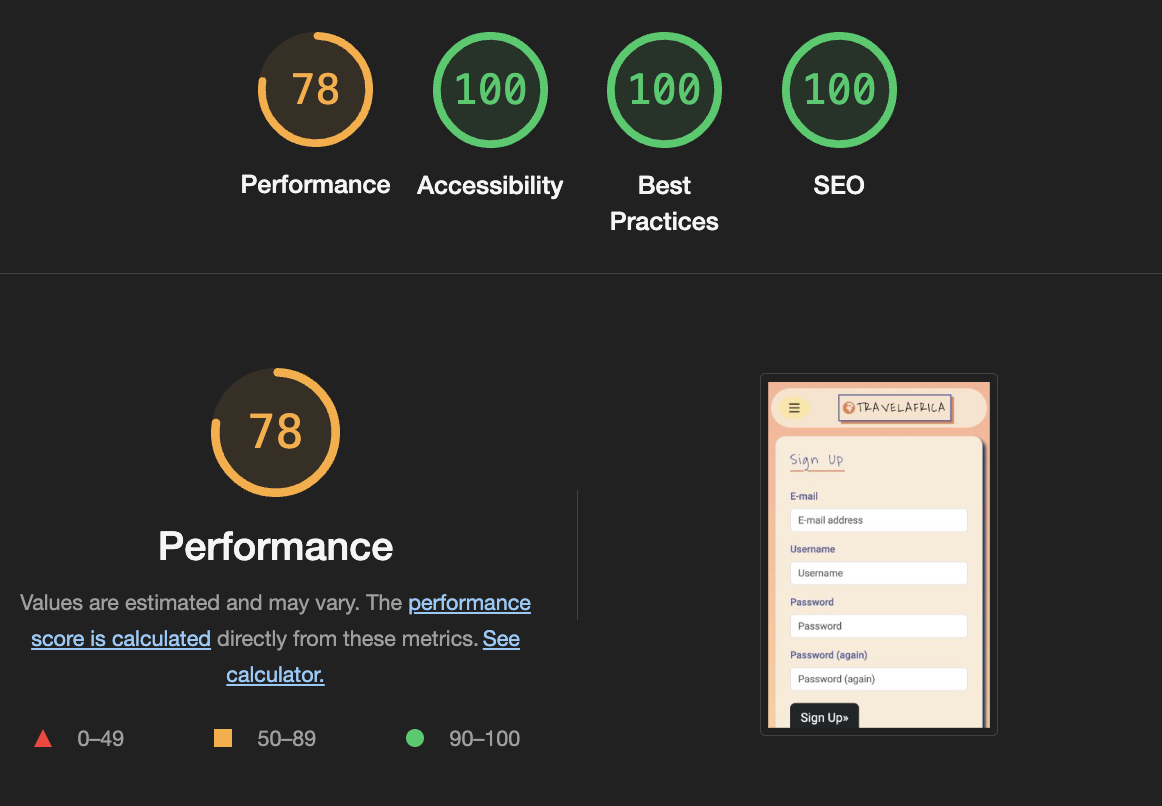 78
100
100
100
Performance
Accessibility
Best
Practices
SEO
78
Performance
Values are estimated and may vary. The performance
score is calculated directly from these metrics. See
calculator.
0–49
50–89
90–100
TRAVELAFRICA
Sign Up
E-mail
E-mail address
Username
Username
Password
Password
Password (again)
Password (again)
Sign Up»